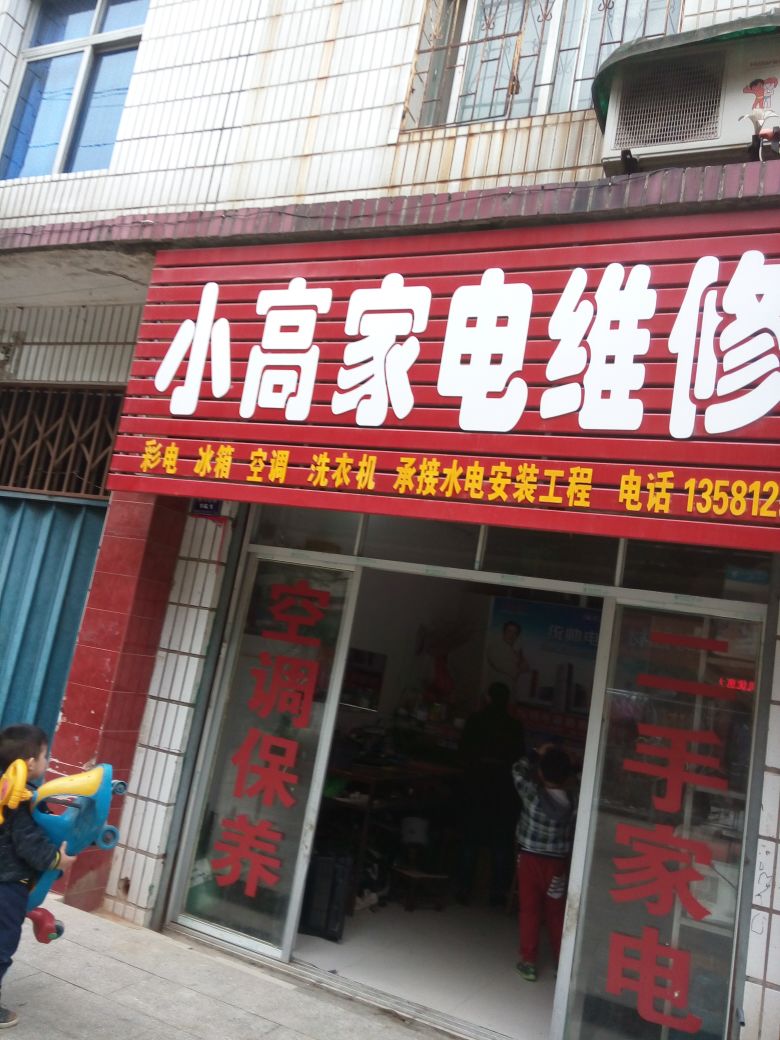 小高家电维修
彩电 冰箱 空调 洗衣机 承接水电安装工程 电话 135812
空调保养
二手家电